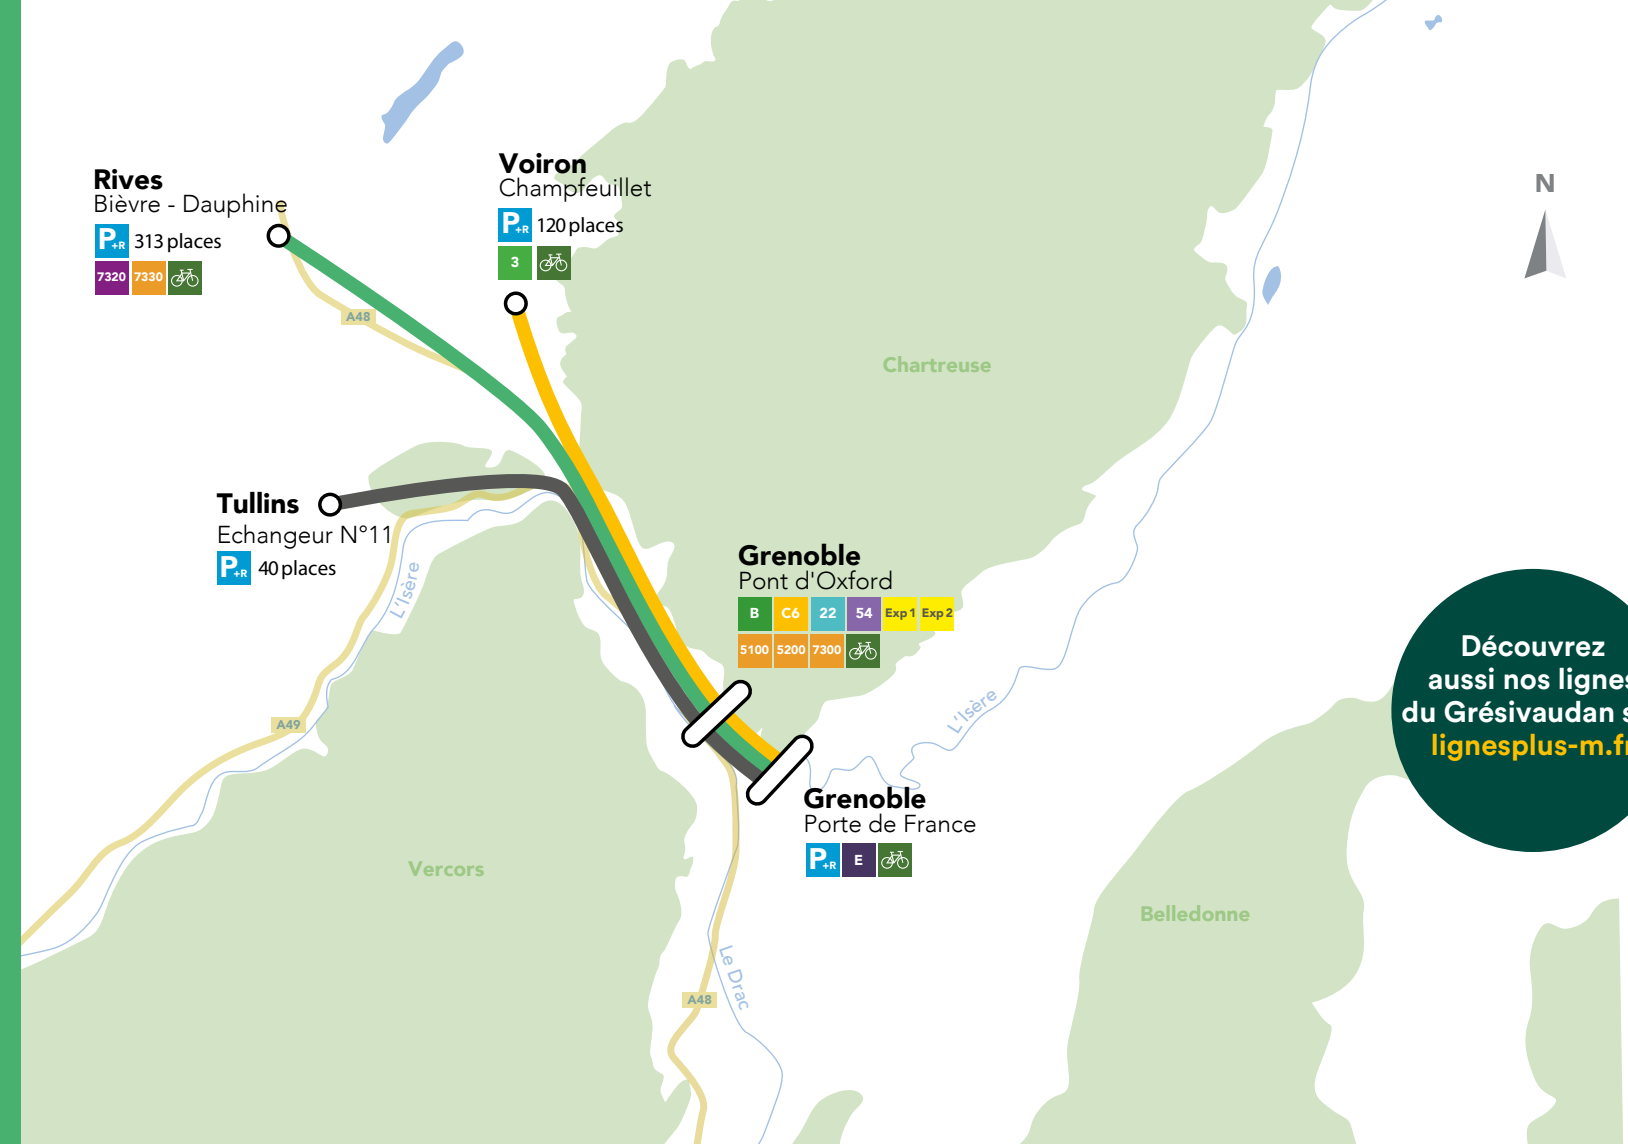 Rives
Bièvre - Dauphine
P+R 313 places
7320 7330
Voiron
Champfeuillet
P+R 120 places
3
N
A48
Chartreuse
Tullins
Echangeur N°11
P+R 40 places
L'Isère
Grenoble
Pont d'Oxford
B C6 22 54 Exp 1 Exp 2
5100 5200 7300
Découvrez
aussi nos lignes
du Grésivaudan s
lignesplus-m.fr
L'Isère
A49
Grenoble
Porte de France
P+R E
Vercors
Belledonne
Le Drac
A48